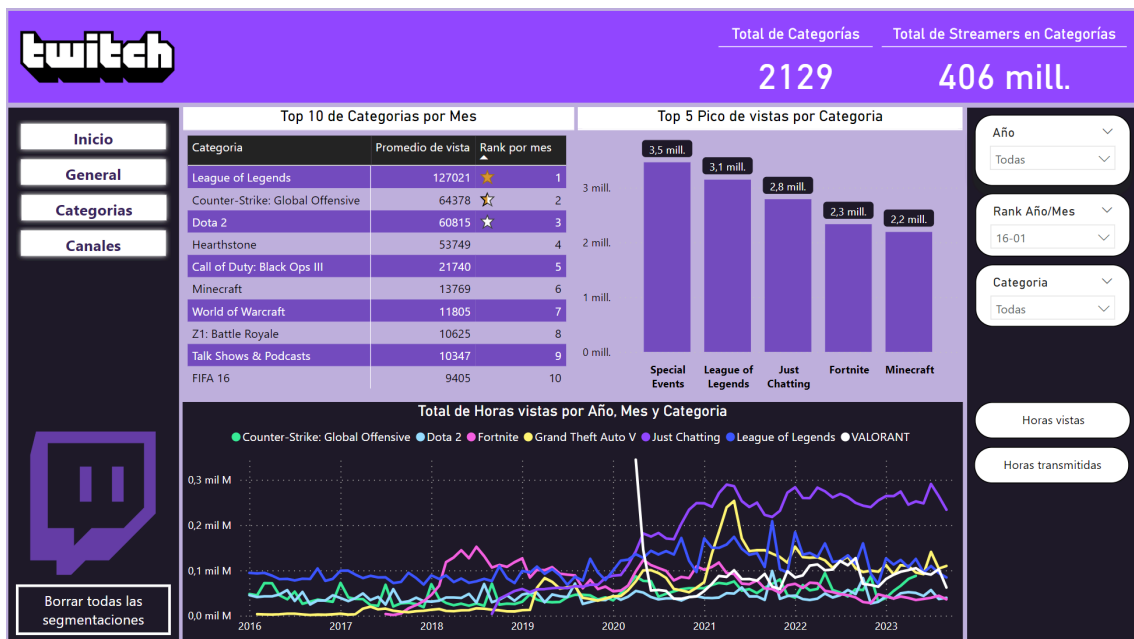 twitch
Total de Categorías
2129
Total de Streamers en Categorías
406 mill.
Inicio
General
Categorias
Canales
Top 10 de Categorias por Mes
Categoria Promedio de vista Rank por mes
League of Legends 127021 1
Counter-Strike: Global Offensive 64378 2
Dota 2 60815 3
Hearthstone 53749 4
Call of Duty: Black Ops III 21740 5
Minecraft 13769 6
World of Warcraft 11805 7
Z1: Battle Royale 10625 8
Talk Shows & Podcasts 10347 9
FIFA 16 9405 10
Top 5 Pico de vistas por Categoria
3,5 mill.
3,1 mill.
2,8 mill.
2,3 mill.
2,2 mill.
3 mill.
2 mill.
1 mill.
0 mill.
Special Events
League of Legends
Just Chatting
Fortnite
Minecraft
Año
Todas
Rank Año/Mes
16-01
Categoria
Todas
Total de Horas vistas por Año, Mes y Categoria
Counter-Strike: Global Offensive Dota 2 Fortnite Grand Theft Auto V Just Chatting League of Legends VALORANT
0,3 mil M
0,2 mil M
0,1 mil M
0,0 mil M
2016 2017 2018 2019 2020 2021 2022 2023
Horas vistas
Horas transmitidas
Borrar todas las
segmentaciones